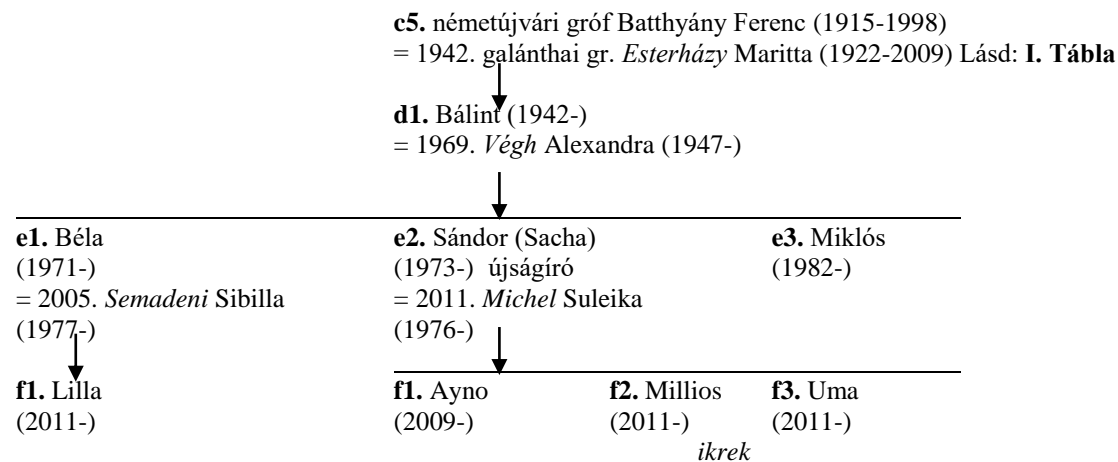 c5. németújvári gróf Batthyány Ferenc (1915-1998)
= 1942. galánthai gr. Esterházy Maritta (1922-2009) Lásd: I. Tábla
d1. Bálint (1942-)
= 1969. Végh Alexandra (1947-)
e1. Béla
(1971-)
= 2005. Semadeni Sibilla
(1977-)
e2. Sándor (Sacha)
(1973-) újságíró
= 2011. Michel Suleika
(1976-)
e3. Miklós
(1982-)
f1. Lilla
(2011-)
f1. Ayno
(2009-)
f2. Millios
(2011-)
f3. Uma
(2011-)
ikrek